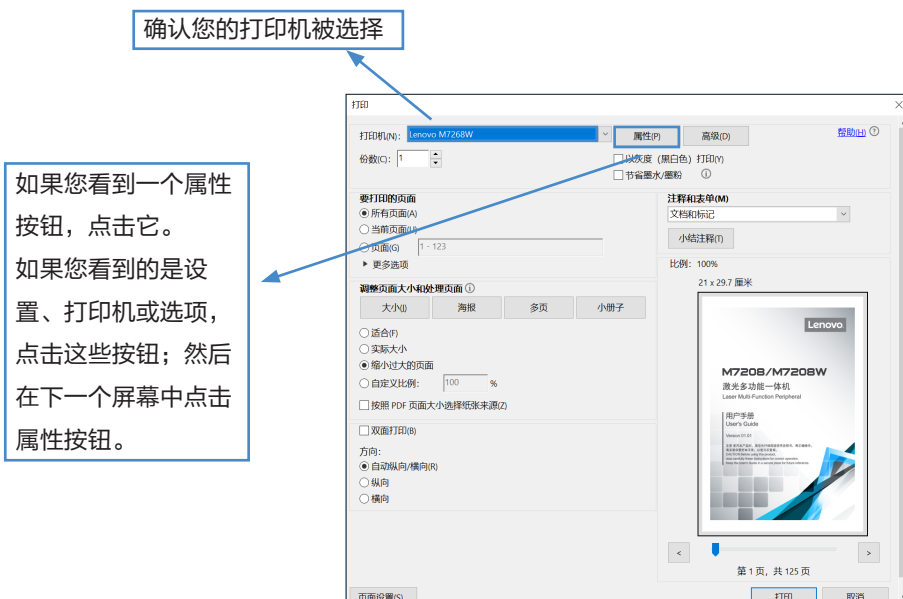 确认您的打印机被选择
打印
打印机(N): Lenovo M7268W 属性(P) 高级(D) 帮助(H)
份数(C): 1 以灰度（黑白色）打印(Y)
节省墨水/墨粉
如果您看到一个属性
按钮，点击它。
如果您看到的是设
置、打印机或选项，
点击这些按钮；然后
在下一个屏幕中点击
属性按钮。
要打印的页面
所有页面(A)
当前页面(U)
页面(G) 1 - 123
更多选项
调整页面大小和处理页面
大小(I) 海报 多页 小册子
适合(F)
实际大小
缩小过大的页面
自定义比例: 100 %
按照 PDF 页面大小选择纸张来源(Z)
双面打印(B)
方向:
自动纵向/横向(R)
纵向
横向
注释和表单(M)
文档和标记
小结注释(T)
比例: 100%
21 x 29.7 厘米
Lenovo
M7208/M7208W
激光多功能一体机
Laser Multi-Function Peripheral
用户手册
User's Guide
Version 01.01
< >
第 1 页，共 125 页
页面设置(S) 打印 取消